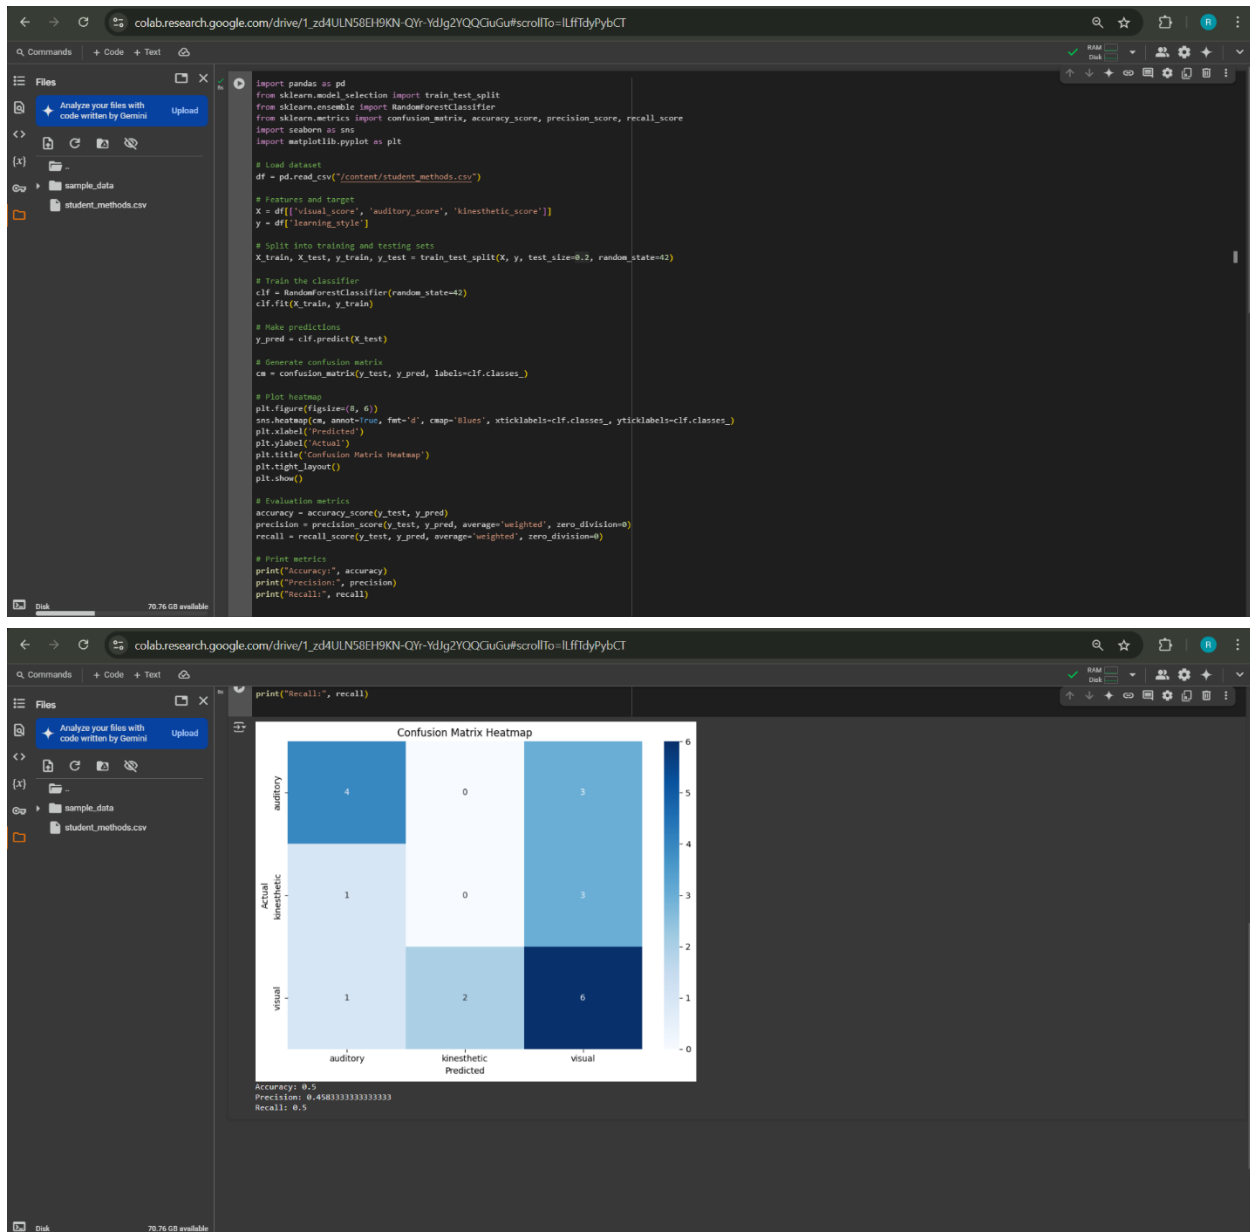 colab.research.google.com/drive/1_zd4ULN58EH9KN-QYr-YdJg2YQQCiuGu#scrollTo=lLffTdyPybCT
R
Commands + Code + Text
RAM
Disk
Files
Analyze your files with
code written by Gemini
Upload
{x}
..
sample_data
student_methods.csv
Disk
70.76 GB available
8s
import pandas as pd
from sklearn.model_selection import train_test_split
from sklearn.ensemble import RandomForestClassifier
from sklearn.metrics import confusion_matrix, accuracy_score, precision_score, recall_score
import seaborn as sns
import matplotlib.pyplot as plt
# Load dataset
df = pd.read_csv("/content/student_methods.csv")
# Features and target
X = df[['visual_score', 'auditory_score', 'kinesthetic_score']]
y = df['learning_style']
# Split into training and testing sets
X_train, X_test, y_train, y_test = train_test_split(X, y, test_size=0.2, random_state=42)
# Train the classifier
clf = RandomForestClassifier(random_state=42)
clf.fit(X_train, y_train)
# Make predictions
y_pred = clf.predict(X_test)
# Generate confusion matrix
cm = confusion_matrix(y_test, y_pred, labels=clf.classes_)
# Plot heatmap
plt.figure(figsize=(8, 6))
sns.heatmap(cm, annot=True, fmt='d', cmap='Blues', xticklabels=clf.classes_, yticklabels=clf.classes_)
plt.xlabel('Predicted')
plt.ylabel('Actual')
plt.title('Confusion Matrix Heatmap')
plt.tight_layout()
plt.show()
# Evaluation metrics
accuracy = accuracy_score(y_test, y_pred)
precision = precision_score(y_test, y_pred, average='weighted', zero_division=0)
recall = recall_score(y_test, y_pred, average='weighted', zero_division=0)
# Print metrics
print("Accuracy:", accuracy)
print("Precision:", precision)
print("Recall:", recall)
colab.research.google.com/drive/1_zd4ULN58EH9KN-QYr-YdJg2YQQCiuGu#scrollTo=lLffTdyPybCT
R
Commands + Code + Text
RAM
Disk
Files
Analyze your files with
code written by Gemini
Upload
{x}
..
sample_data
student_methods.csv
Disk
70.76 GB available
8s
print("Recall:", recall)
Confusion Matrix Heatmap
auditory
4 0 3
Actual
kinesthetic
1 0 3
visual
1 2 6
auditory kinesthetic visual
Predicted
6
5
4
3
2
1
0
Accuracy: 0.5
Precision: 0.4583333333333333
Recall: 0.5